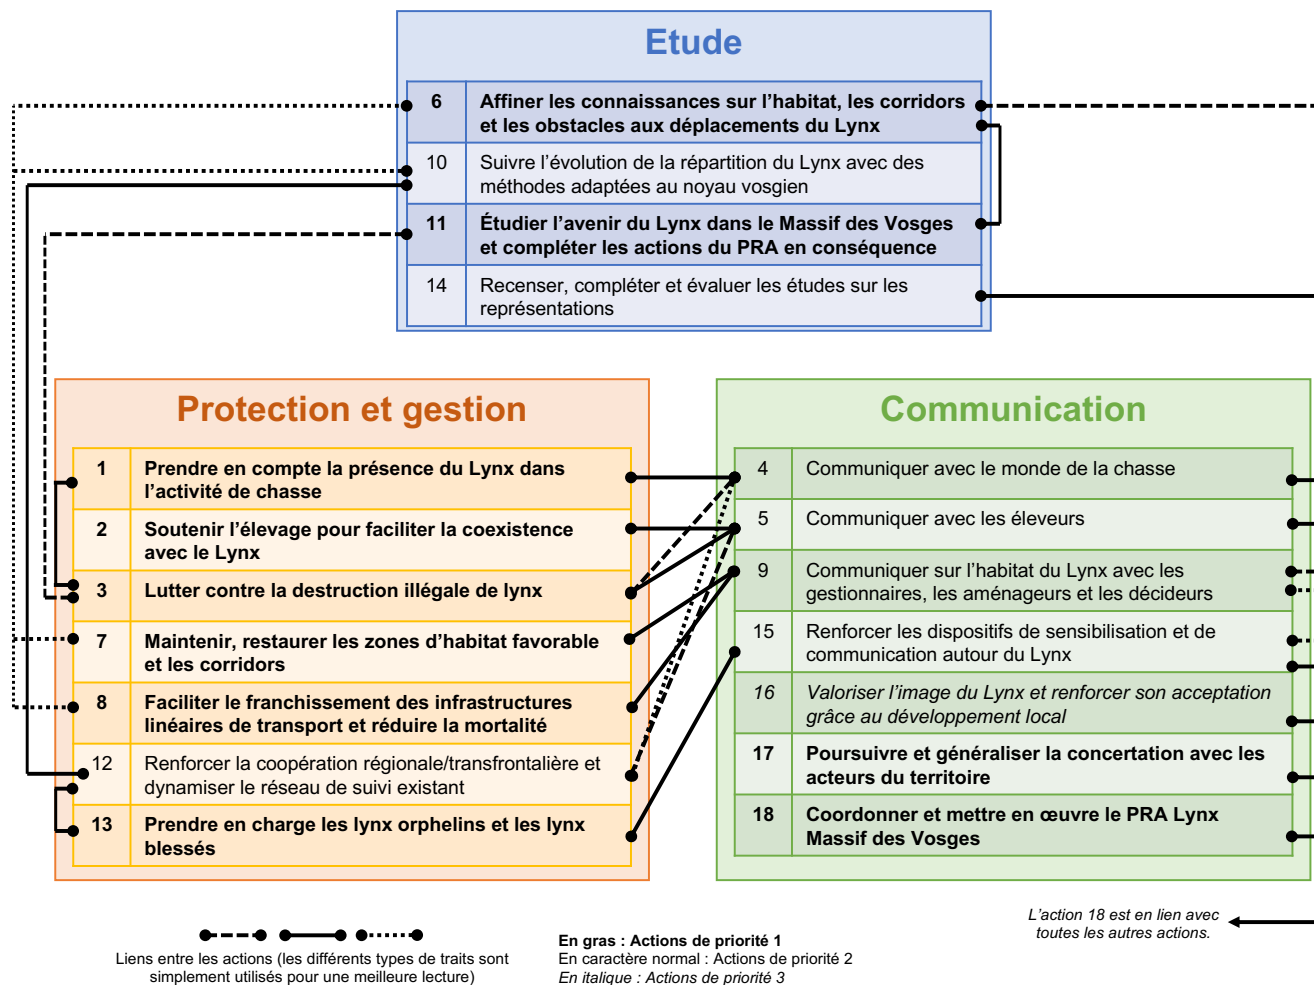 Etude
6 Affiner les connaissances sur l’habitat, les corridors
et les obstacles aux déplacements du Lynx
10 Suivre l’évolution de la répartition du Lynx avec des
méthodes adaptées au noyau vosgien
11 Étudier l’avenir du Lynx dans le Massif des Vosges
et compléter les actions du PRA en conséquence
14 Recenser, compléter et évaluer les études sur les
représentations
Protection et gestion
1 Prendre en compte la présence du Lynx dans
l’activité de chasse
2 Soutenir l’élevage pour faciliter la coexistence
avec le Lynx
3 Lutter contre la destruction illégale de lynx
7 Maintenir, restaurer les zones d’habitat favorable
et les corridors
8 Faciliter le franchissement des infrastructures
linéaires de transport et réduire la mortalité
12 Renforcer la coopération régionale/transfrontalière et
dynamiser le réseau de suivi existant
13 Prendre en charge les lynx orphelins et les lynx
blessés
Communication
4 Communiquer avec le monde de la chasse
5 Communiquer avec les éleveurs
9 Communiquer sur l’habitat du Lynx avec les
gestionnaires, les aménageurs et les décideurs
15 Renforcer les dispositifs de sensibilisation et de
communication autour du Lynx
16 Valoriser l’image du Lynx et renforcer son acceptation
grâce au développement local
17 Poursuivre et généraliser la concertation avec les
acteurs du territoire
18 Coordonner et mettre en œuvre le PRA Lynx
Massif des Vosges
L’action 18 est en lien avec
toutes les autres actions.
Liens entre les actions (les différents types de traits sont
simplement utilisés pour une meilleure lecture)
En gras : Actions de priorité 1
En caractère normal : Actions de priorité 2
En italique : Actions de priorité 3